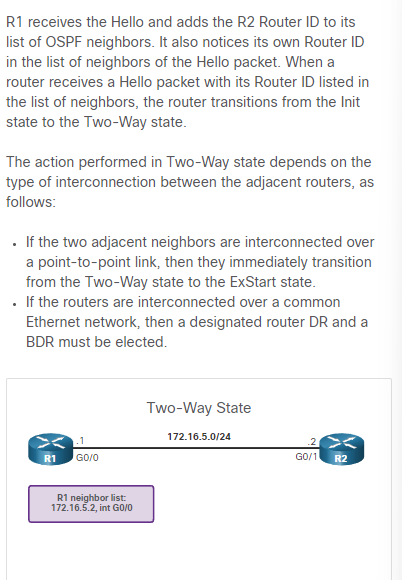 R1 receives the Hello and adds the R2 Router ID to its
list of OSPF neighbors. It also notices its own Router ID
in the list of neighbors of the Hello packet. When a
router receives a Hello packet with its Router ID listed in
the list of neighbors, the router transitions from the Init
state to the Two-Way state.
The action performed in Two-Way state depends on the
type of interconnection between the adjacent routers, as
follows:
• If the two adjacent neighbors are interconnected over
a point-to-point link, then they immediately transition
from the Two-Way state to the ExStart state.
• If the routers are interconnected over a common
Ethernet network, then a designated router DR and a
BDR must be elected.
Two-Way State
172.16.5.0/24
.1
.2
G0/0
G0/1
R1
R2
R1 neighbor list:
172.16.5.2, int G0/0